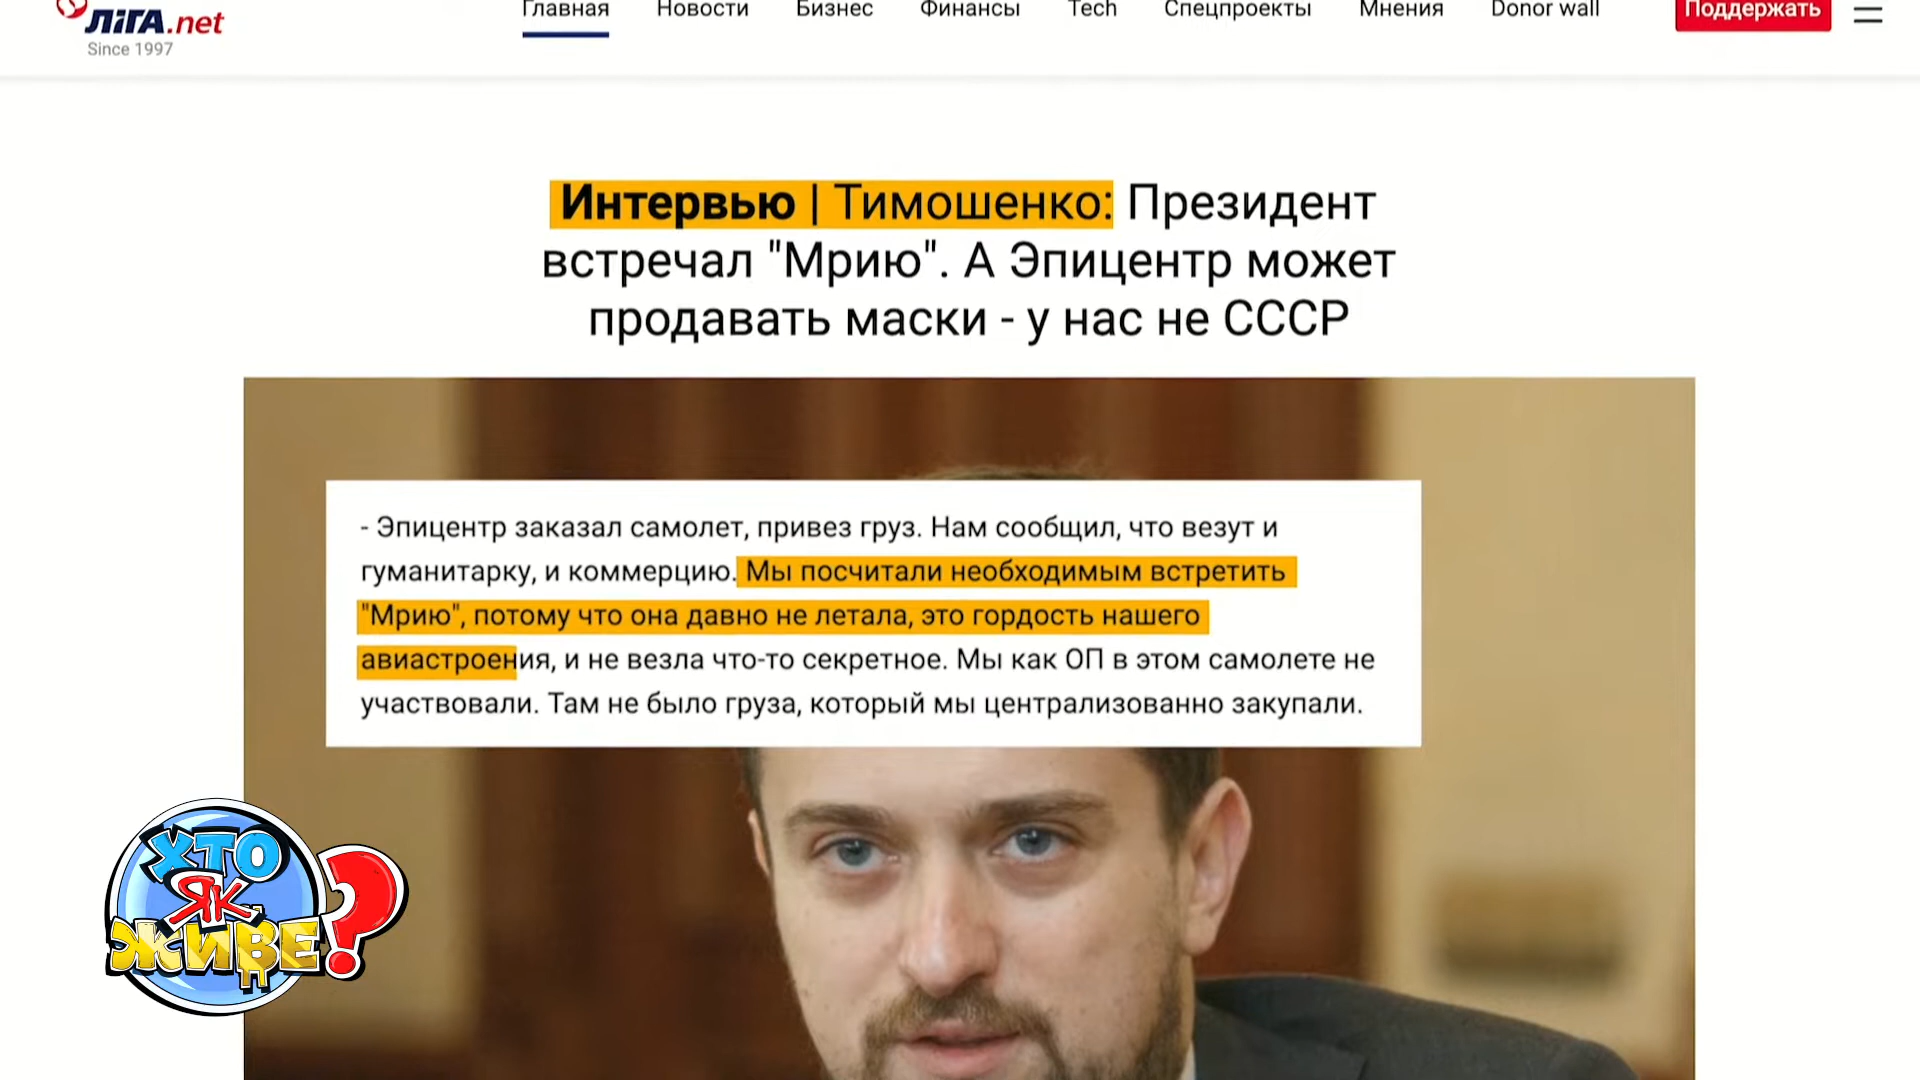 ЛІГА.net
Since 1997
Главная Новости Бизнес Финансы Tech Спецпроекты Мнения Donor wall Поддержать
Интервью | Тимошенко: Президент
встречал "Мрию". А Эпицентр может
продавать маски - у нас не СССР
- Эпицентр заказал самолет, привез груз. Нам сообщил, что везут и
гуманитарку, и коммерцию. Мы посчитали необходимым встретить
"Мрию", потому что она давно не летала, это гордость нашего
авиастроения, и не везла что-то секретное. Мы как ОП в этом самолете не
участвовали. Там не было груза, который мы централизованно закупали.
ХТО
ЯК
ЖИВЕ?